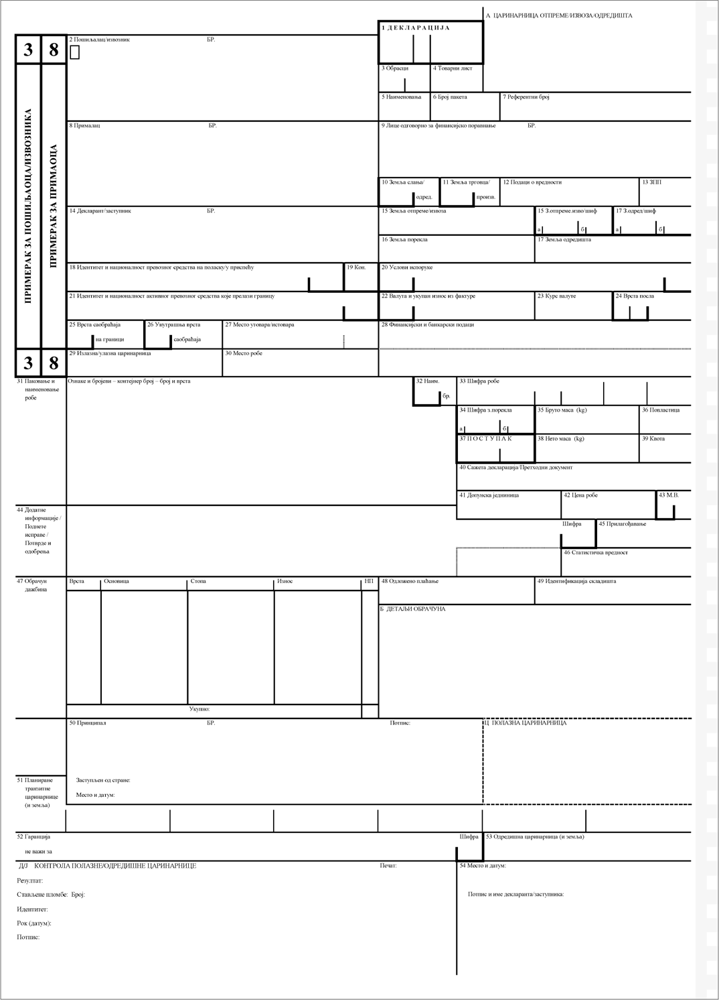 А ЦАРИНАРНИЦА ОТПРЕМЕ/ИЗВОЗА/ОДРЕДИШТА
1 Д Е К Л А Р А Ц И Ј А
3 8
2 Пошиљалац/извозник БР.
3 Обрасци 4 Товарни лист
5 Наименовања 6 Број пакета 7 Референтни број
ПРИМЕРАК ЗА ПОШИЉАОЦА/ИЗВОЗНИКА
ПРИМЕРАК ЗА ПРИМАОЦА
8 Прималац БР. 9 Лице одговорно за финансијско поравнање БР.
10 Земља слања/ 11 Земља трговца/ 12 Подаци о вредности 13 ЗПП
одред. произв.
14 Декларант/заступник БР. 15 Земља отпреме/извоза 15 З.отпреме.изво/шиф 17 З.одред/шиф
а б а б
16 Земља порекла 17 Земља одредишта
18 Идентитет и националност превозног средства на поласку/у приспећу 19 Кон. 20 Услови испоруке
21 Идентитет и националност активног превозног средства које прелази границу 22 Валута и укупан износ из фактуре 23 Курс валуте 24 Врста посла
25 Врста саобраћаја 26 Унутрашња врста 27 Место утовара/истовара 28 Финансијски и банкарски подаци
на граници саобраћаја
29 Излазна/улазна царинарница 30 Место робе
3 8
31 Паковање и Ознаке и бројеви – контејнер број – број и врста 32 Наим. 33 Шифра робе
наименовање
робе
бр.
34 Шифра з.порекла 35 Бруто маса (kg) 36 Повластица
а б
37 П О С Т У П А К 38 Нето маса (kg) 39 Квота
40 Сажета декларација/Претходни документ
41 Допунска једниница 42 Цена робе 43 М.В.
44 Додатне
информације /
Поднете
исправе /
Потврде и
одобрења
Шифра 45 Прилагођавање
46 Статистичка вредност
47 Обрачун Врста Основица Стопа Износ НП 48 Одложено плаћање 49 Идентификација складишта
дажбина
Б ДЕТАЉИ ОБРАЧУНА
Укупно:
50 Принципал БР. Потпис: Ц ПОЛАЗНА ЦАРИНАРНИЦА
51 Планиране Заступљен од стране:
транзитне
царинарнице Место и датум:
(и земља)
52 Гаранција Шифра 53 Одредишна царинарница (и земља)
не важи за
Д/Ј КОНТРОЛА ПОЛАЗНЕ/ОДРЕДИШНЕ ЦАРИНАРНИЦЕ Печат: 54 Место и датум:
Резултат:
Стављене пломбе: Број: Потпис и име декларанта/заступника:
Идентитет:
Рок (датум):
Потпис: